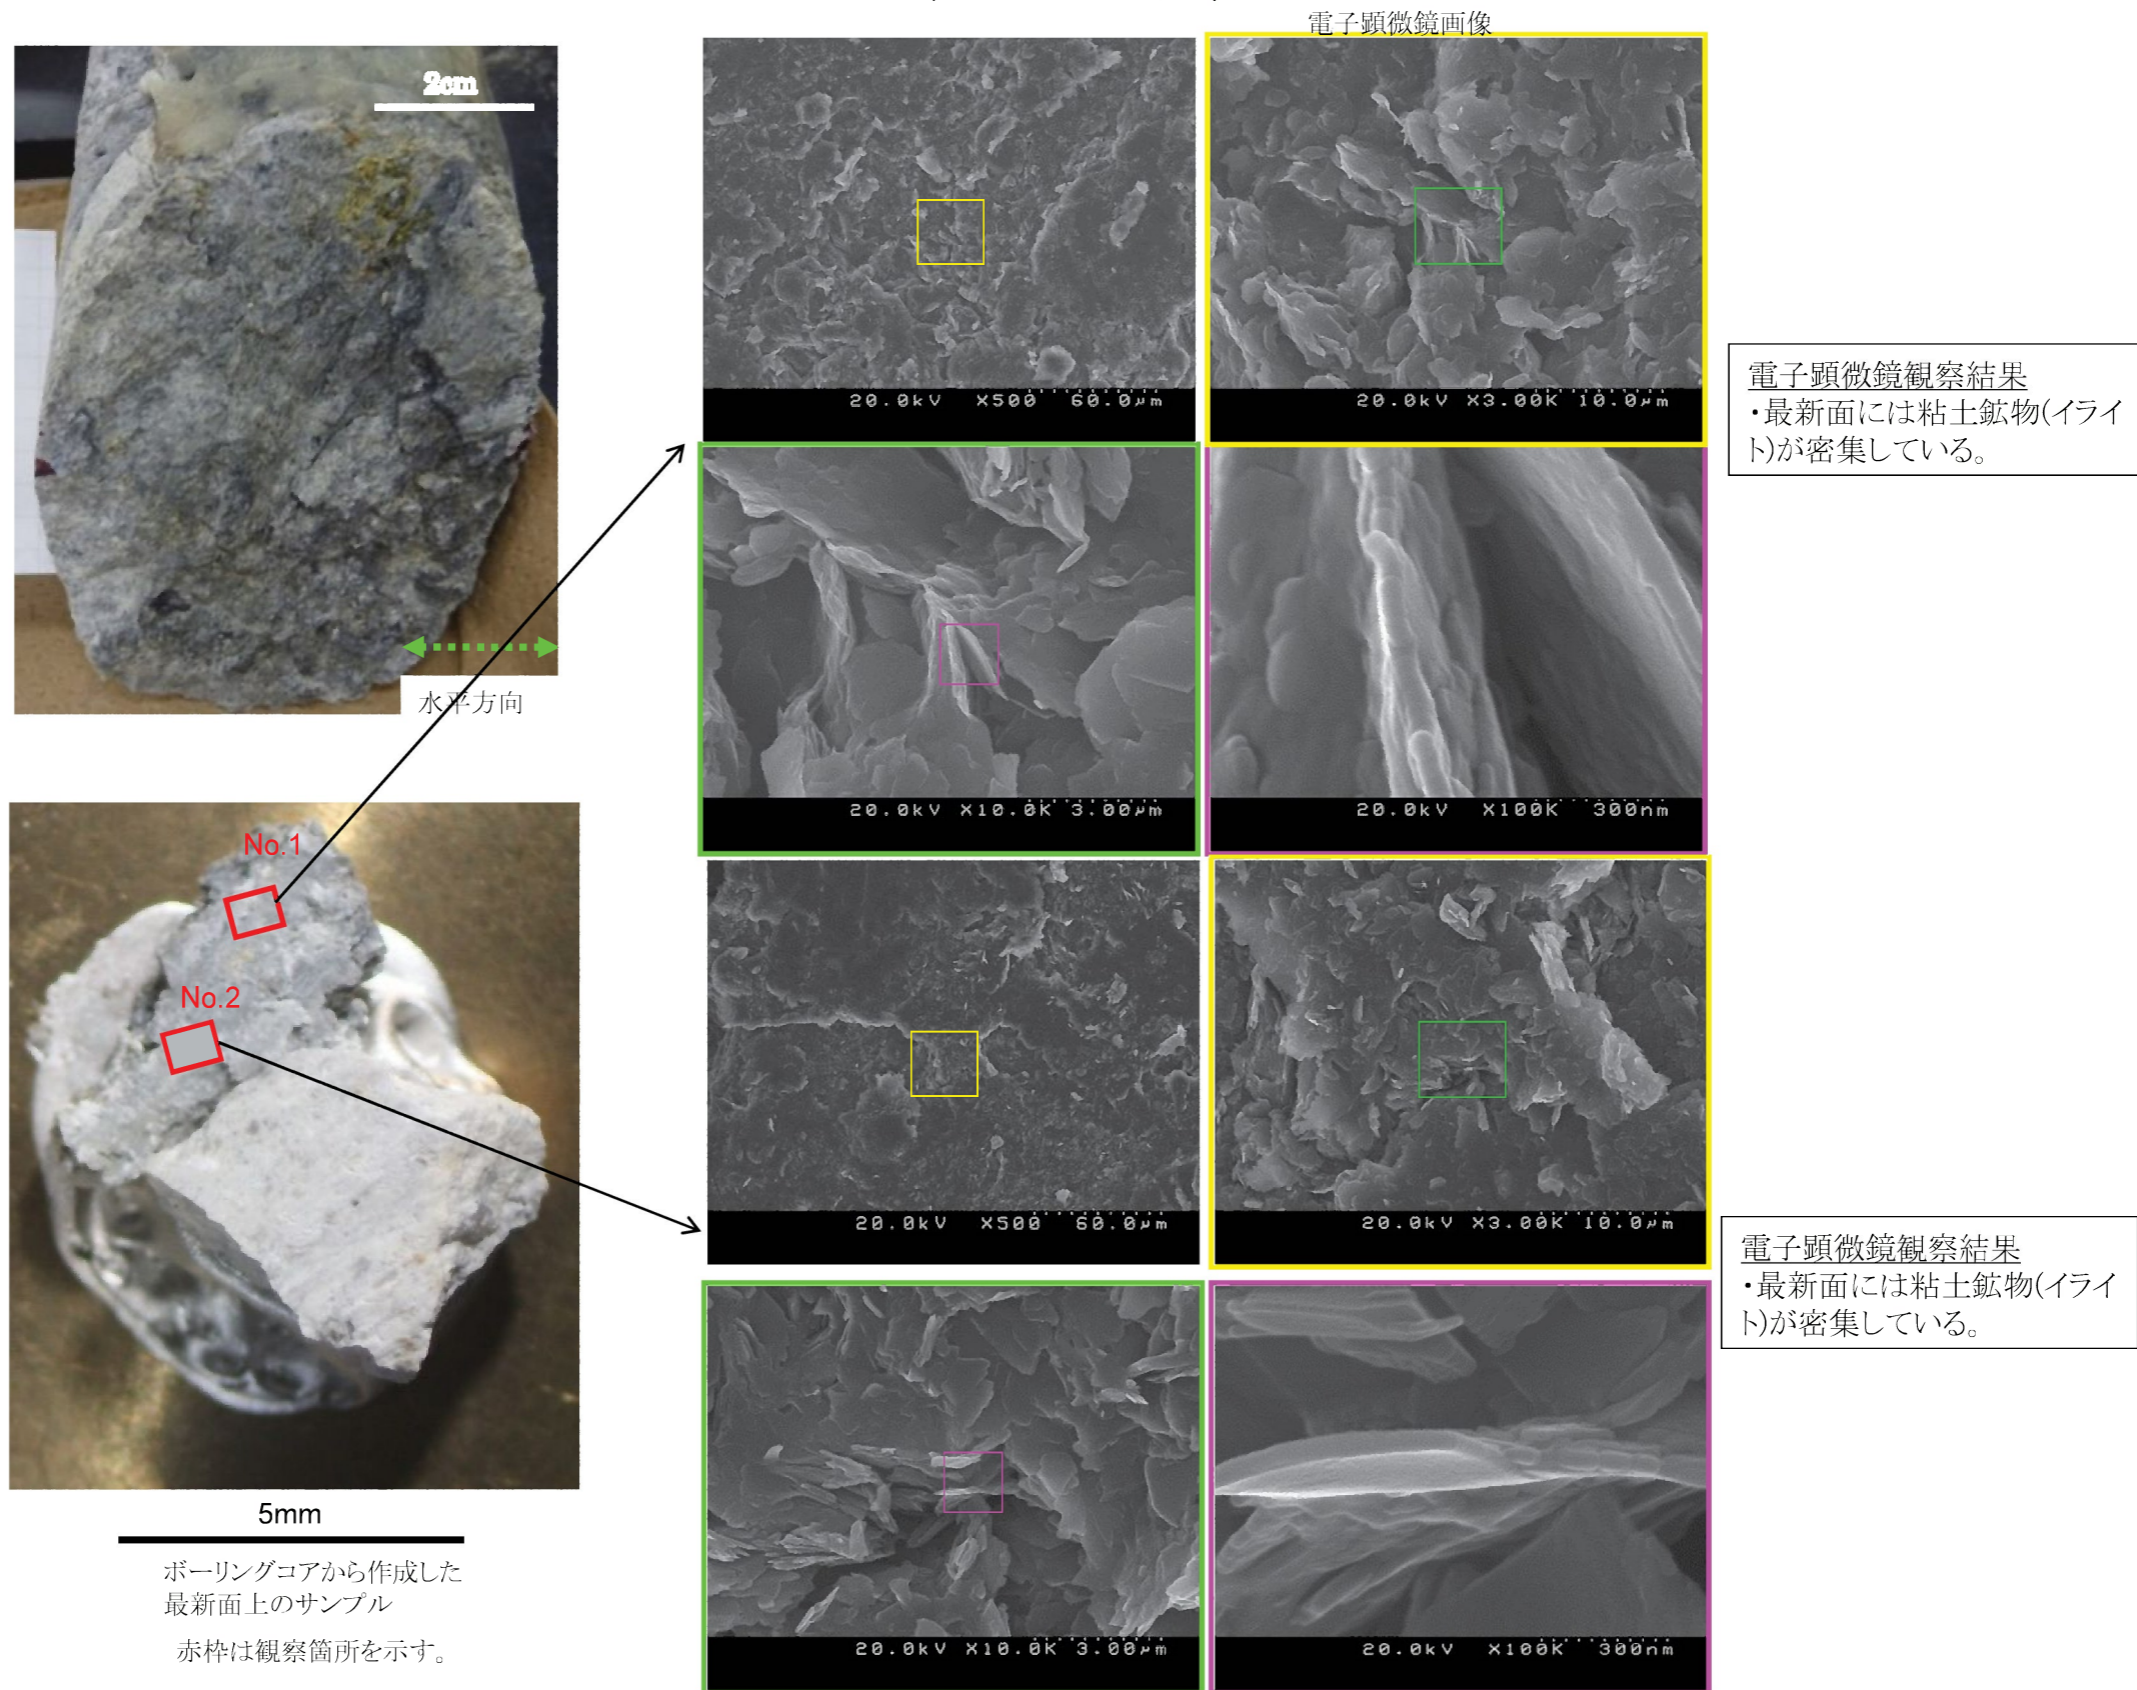 電子顕微鏡画像
2cm
水平方向
20.0kV X500 60.0μm
20.0kV X3.00K 10.0μm
電子顕微鏡観察結果
・最新面には粘土鉱物(イライ
ト)が密集している。
20.0kV X10.0K 3.00μm
20.0kV X100K 300nm
No.1
No.2
20.0kV X500 60.0μm
20.0kV X3.00K 10.0μm
電子顕微鏡観察結果
・最新面には粘土鉱物(イライ
ト)が密集している。
20.0kV X10.0K 3.00μm
20.0kV X100K 300nm
5mm
ボーリングコアから作成した
最新面上のサンプル
赤枠は観察箇所を示す。